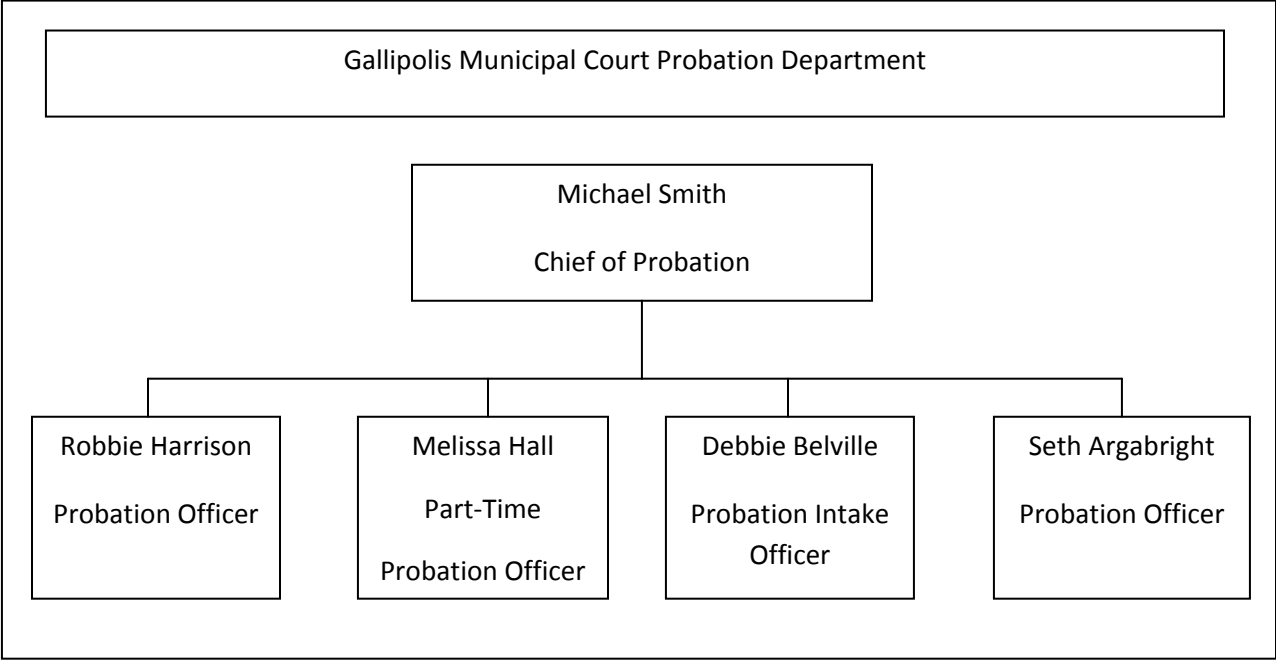 Gallipolis Municipal Court Probation Department
Michael Smith
Chief of Probation
Robbie Harrison
Probation Officer
Melissa Hall
Part-Time
Probation Officer
Debbie Belville
Probation Intake
Officer
Seth Argabright
Probation Officer